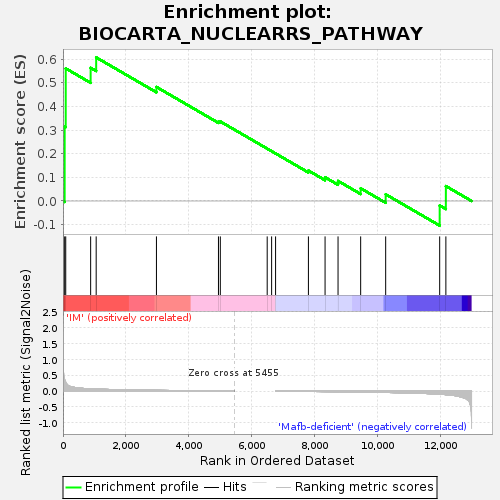 Enrichment plot:
BIOCARTA_NUCLEARRS_PATHWAY
Enrichment score (ES)
0.6
0.5
0.4
0.3
0.2
0.1
0.0
-0.1
'IM' (positively correlated)
Ranked list metric (Signal2Noise)
2.5
2.0
1.5
1.0
0.5
0.0
-0.5
-1.0
Zero cross at 5455
'Mafb-deficient' (negatively correlated)
0 2,000 4,000 6,000 8,000 10,000 12,000
Rank in Ordered Dataset
Enrichment profile Hits Ranking metric scores